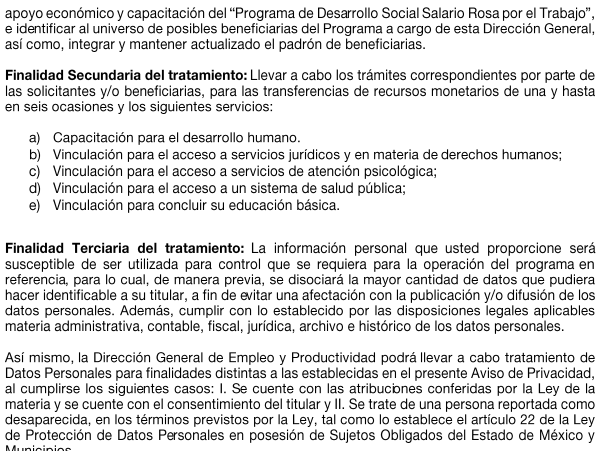 apoyo económico y capacitación del “Programa de Desarrollo Social Salario Rosa por el Trabajo”,
e identificar al universo de posibles beneficiarias del Programa a cargo de esta Dirección General,
así como, integrar y mantener actualizado el padrón de beneficiarias.
Finalidad Secundaria del tratamiento: Llevar a cabo los trámites correspondientes por parte de
las solicitantes y/o beneficiarias, para las transferencias de recursos monetarios de una y hasta
en seis ocasiones y los siguientes servicios:
a) Capacitación para el desarrollo humano.
b) Vinculación para el acceso a servicios jurídicos y en materia de derechos humanos;
c) Vinculación para el acceso a servicios de atención psicológica;
d) Vinculación para el acceso a un sistema de salud pública;
e) Vinculación para concluir su educación básica.
Finalidad Terciaria del tratamiento: La información personal que usted proporcione será
susceptible de ser utilizada para control que se requiera para la operación del programa en
referencia, para lo cual, de manera previa, se disociará la mayor cantidad de datos que pudiera
hacer identificable a su titular, a fin de evitar una afectación con la publicación y/o difusión de los
datos personales. Además, cumplir con lo establecido por las disposiciones legales aplicables
materia administrativa, contable, fiscal, jurídica, archivo e histórico de los datos personales.
Así mismo, la Dirección General de Empleo y Productividad podrá llevar a cabo tratamiento de
Datos Personales para finalidades distintas a las establecidas en el presente Aviso de Privacidad,
al cumplirse los siguientes casos: I. Se cuente con las atribuciones conferidas por la Ley de la
materia y se cuente con el consentimiento del titular y II. Se trate de una persona reportada como
desaparecida, en los términos previstos por la Ley, tal como lo establece el artículo 22 de la Ley
de Protección de Datos Personales en posesión de Sujetos Obligados del Estado de México y
Municipios.